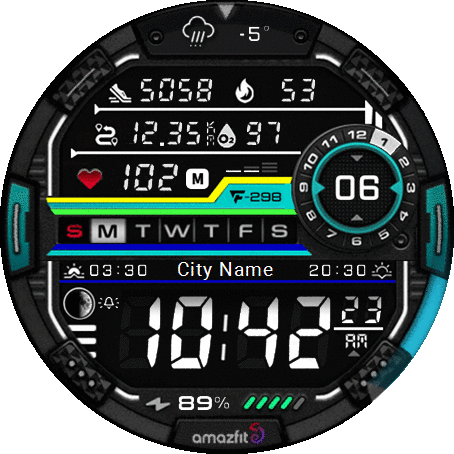 -5°
5058 53
12.35 KM O2 97
102 M
F-298
12 1 2 3 4 5 6 7 8 9 10 11
06
S M T W T F S
03:30 City Name 20:30
10:42 23
AM
89%
amazfit